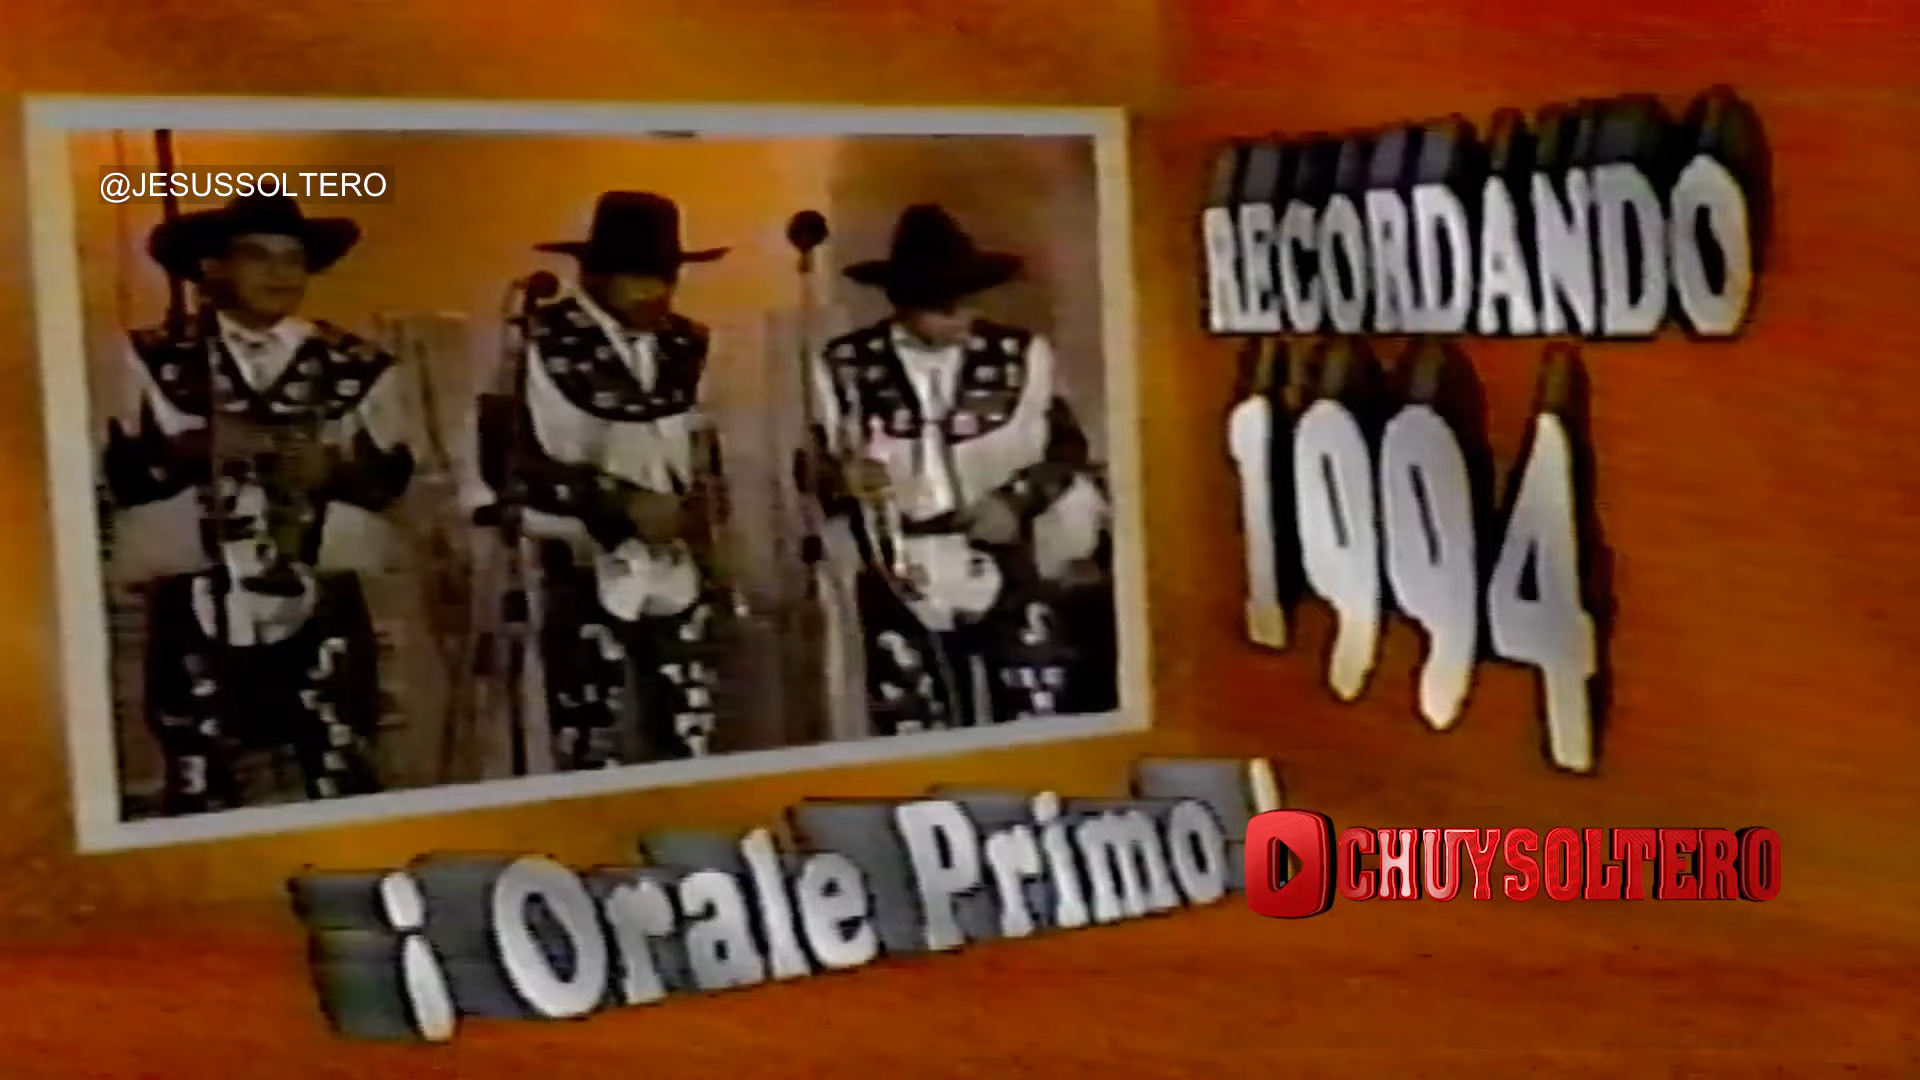 @JESUSSOLTERO
RECORDANDO
1994
¡Orale Primo!
CHUYSOLTERO